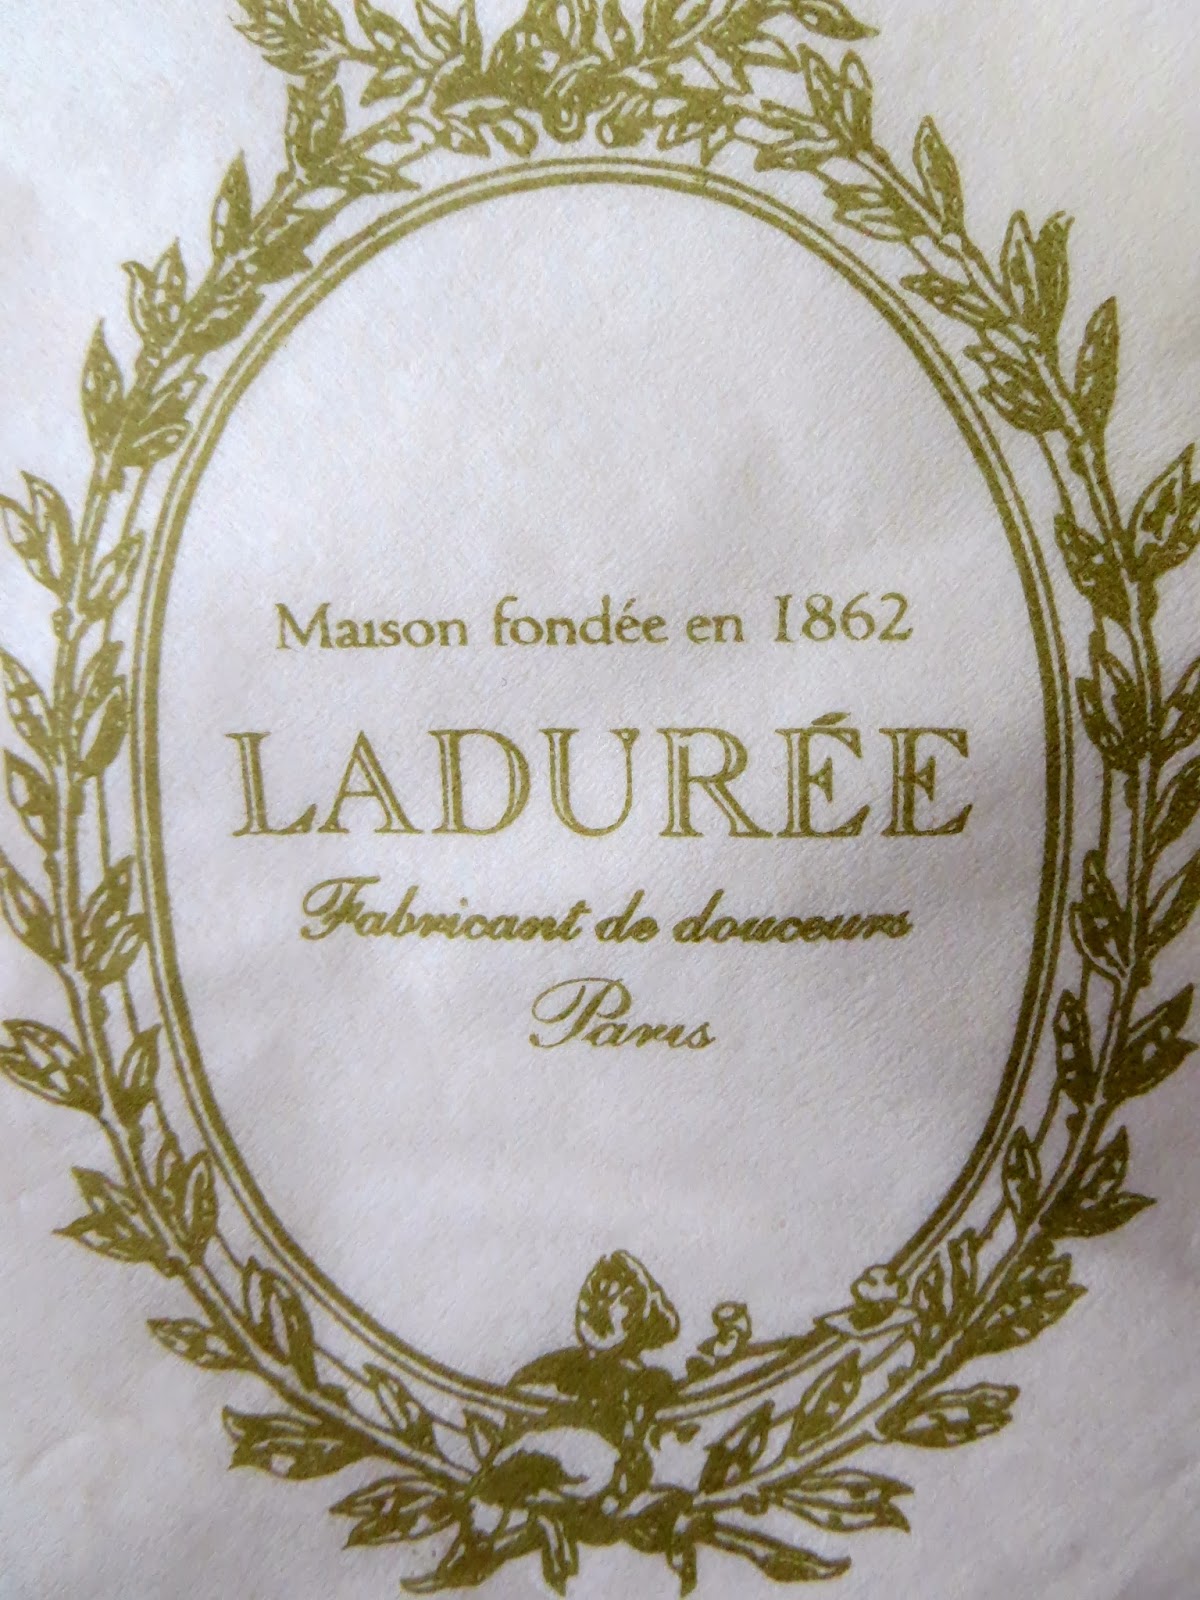 Maison fondée en 1862
LADURÉE
Fabricant de douceurs
Paris